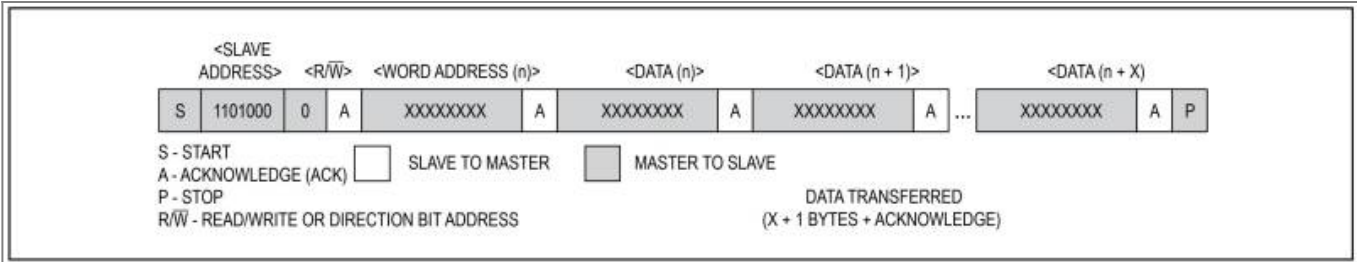 <SLAVE
ADDRESS> <R/W̅> <WORD ADDRESS (n)> <DATA (n)> <DATA (n + 1)> <DATA (n + X)
S 1101000 0 A XXXXXXXX A XXXXXXXX A XXXXXXXX A ... XXXXXXXX A P
S - START
A - ACKNOWLEDGE (ACK) SLAVE TO MASTER MASTER TO SLAVE
P - STOP DATA TRANSFERRED
R/W̅ - READ/WRITE OR DIRECTION BIT ADDRESS (X + 1 BYTES + ACKNOWLEDGE)